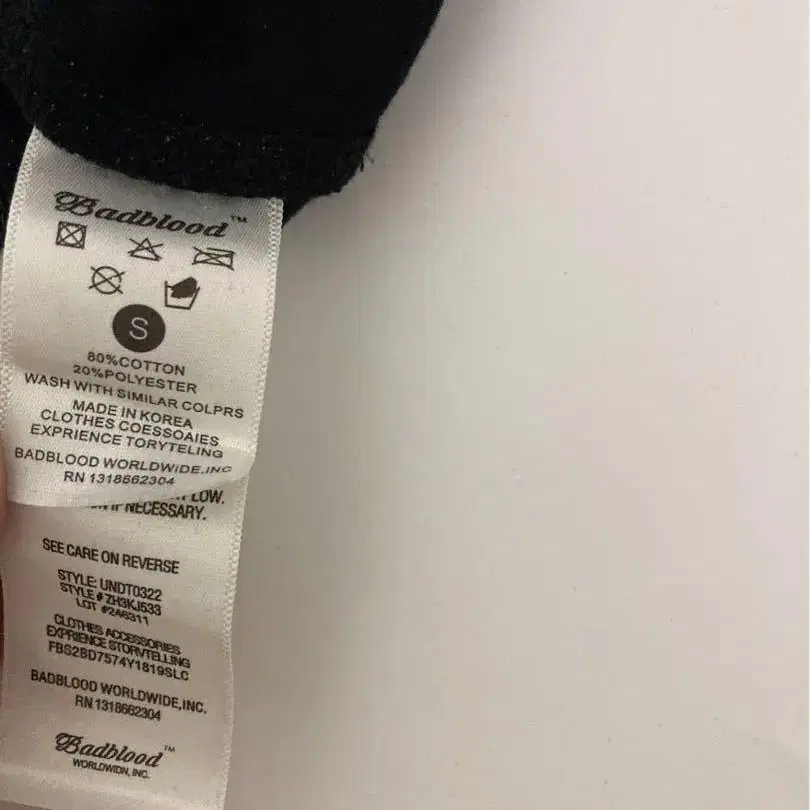 Badblood™
S
80%COTTON
20%POLYESTER
WASH WITH SIMILAR COLPRS
MADE IN KOREA
CLOTHES COESSOAIES
EXPRIENCE TORYTELING
BADBLOOD WORLDWIDE,INC
RN 1318662304
LOW.
IF NECESSARY.
SEE CARE ON REVERSE
STYLE: UNDT0322
STYLE # ZH3KJ533
LOT #246311
CLOTHES ACCESSORIES
EXPRIENCE STORVTELLING
FBS2BD7574Y1819SLC
BADBLOOD WORLDWIDE,INC.
RN 1318662304
Badblood™
WORLDWIDN, INC.